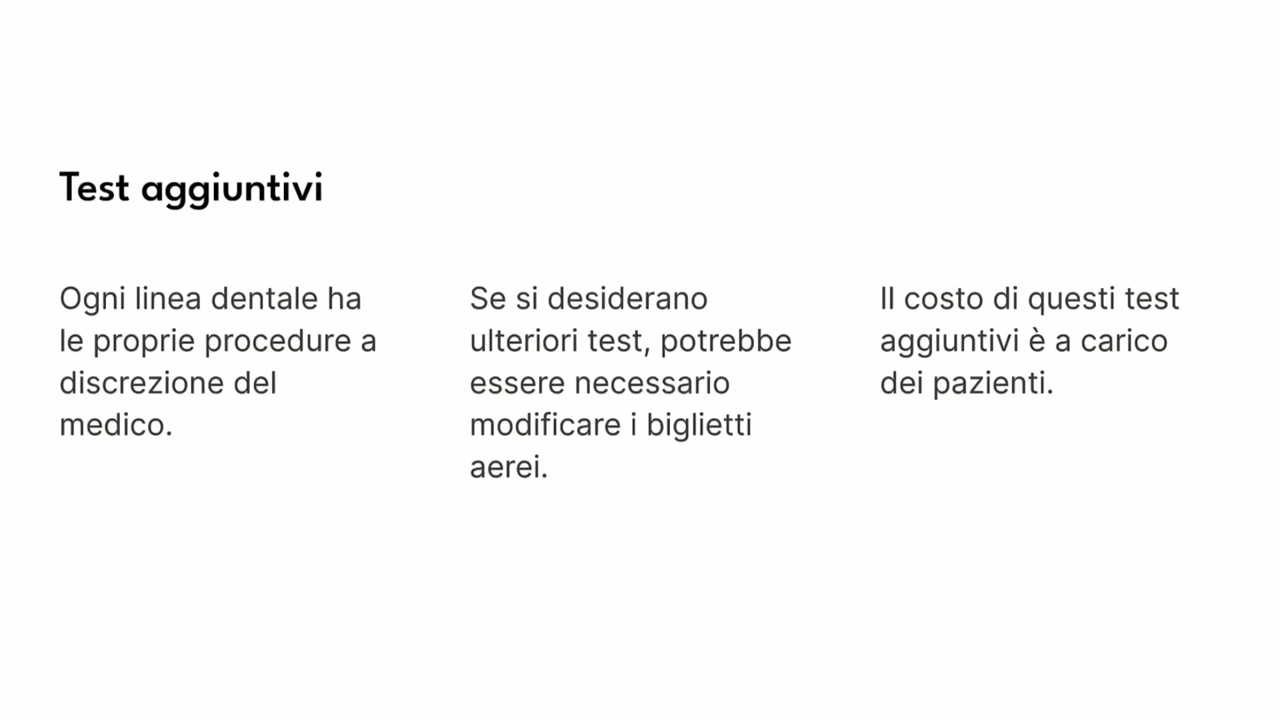 Test aggiuntivi
Ogni linea dentale ha
le proprie procedure a
discrezione del
medico.
Se si desiderano
ulteriori test, potrebbe
essere necessario
modificare i biglietti
aerei.
Il costo di questi test
aggiuntivi è a carico
dei pazienti.